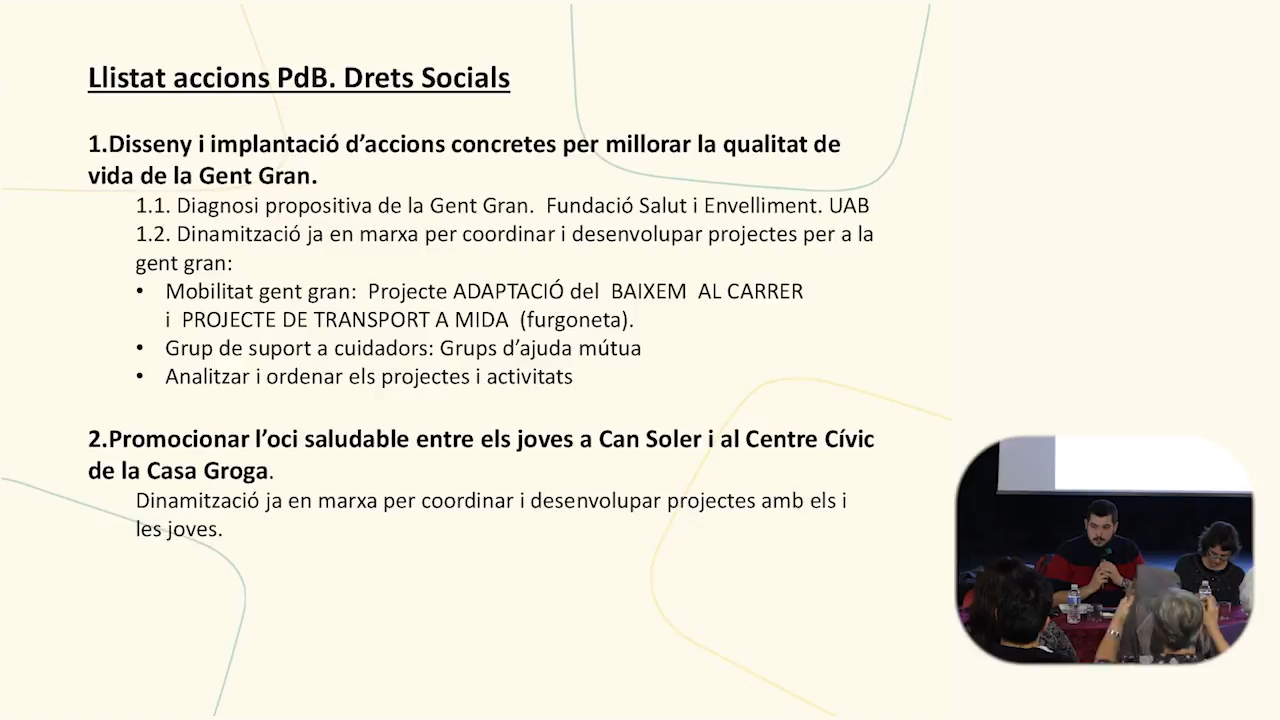 Llistat accions PdB. Drets Socials
1.Disseny i implantació d’accions concretes per millorar la qualitat de
vida de la Gent Gran.
1.1. Diagnosi propositiva de la Gent Gran. Fundació Salut i Envelliment. UAB
1.2. Dinamització ja en marxa per coordinar i desenvolupar projectes per a la
gent gran:
• Mobilitat gent gran: Projecte ADAPTACIÓ del BAIXEM AL CARRER
i PROJECTE DE TRANSPORT A MIDA (furgoneta).
• Grup de suport a cuidadors: Grups d’ajuda mútua
• Analitzar i ordenar els projectes i activitats
2.Promocionar l’oci saludable entre els joves a Can Soler i al Centre Cívic
de la Casa Groga.
Dinamització ja en marxa per coordinar i desenvolupar projectes amb els i
les joves.